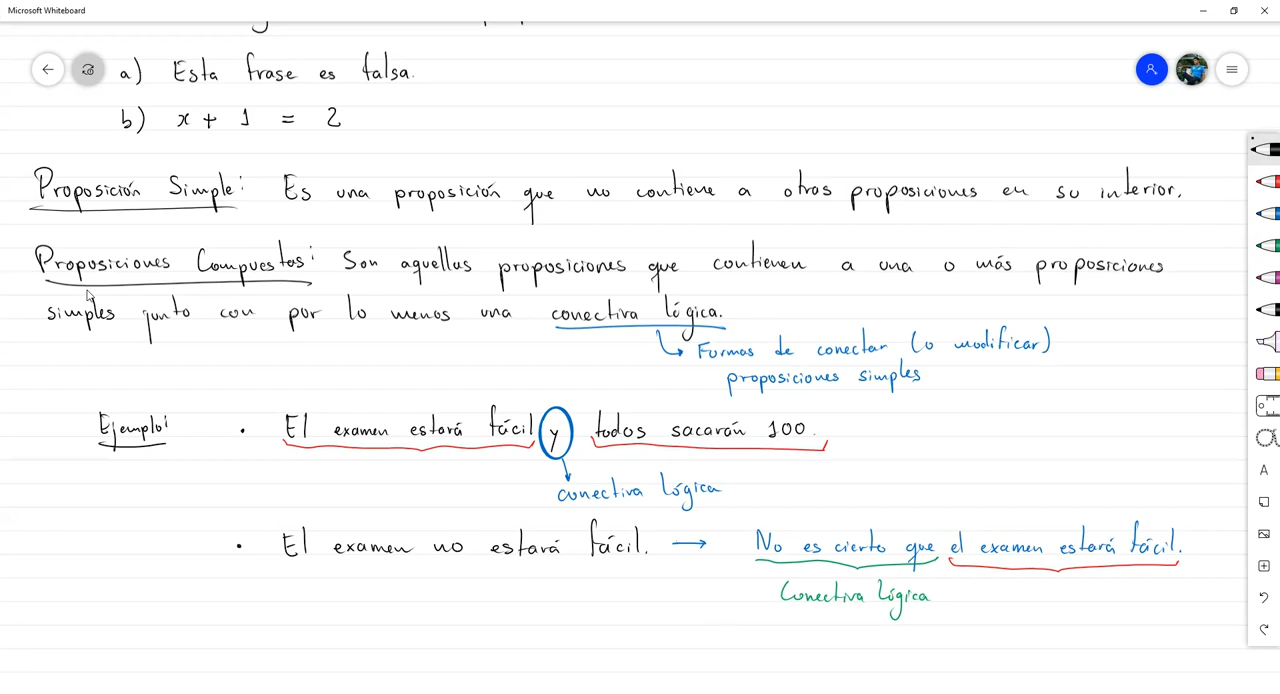 Microsoft Whiteboard
a) Esta frase es falsa.
b) x + 1 = 2
Proposición Simple: Es una proposición que no contiene a otras proposiciones en su interior.
Proposiciones Compuestas: Son aquellas proposiciones que contienen a una o más proposiciones
simples junto con por lo menos una conectiva lógica.
Formas de conectar (o modificar)
proposiciones simples
Ejemplo: • El examen estará fácil y todos sacarán 100.
conectiva lógica
• El examen no estará fácil. → No es cierto que el examen estará fácil.
Conectiva lógica